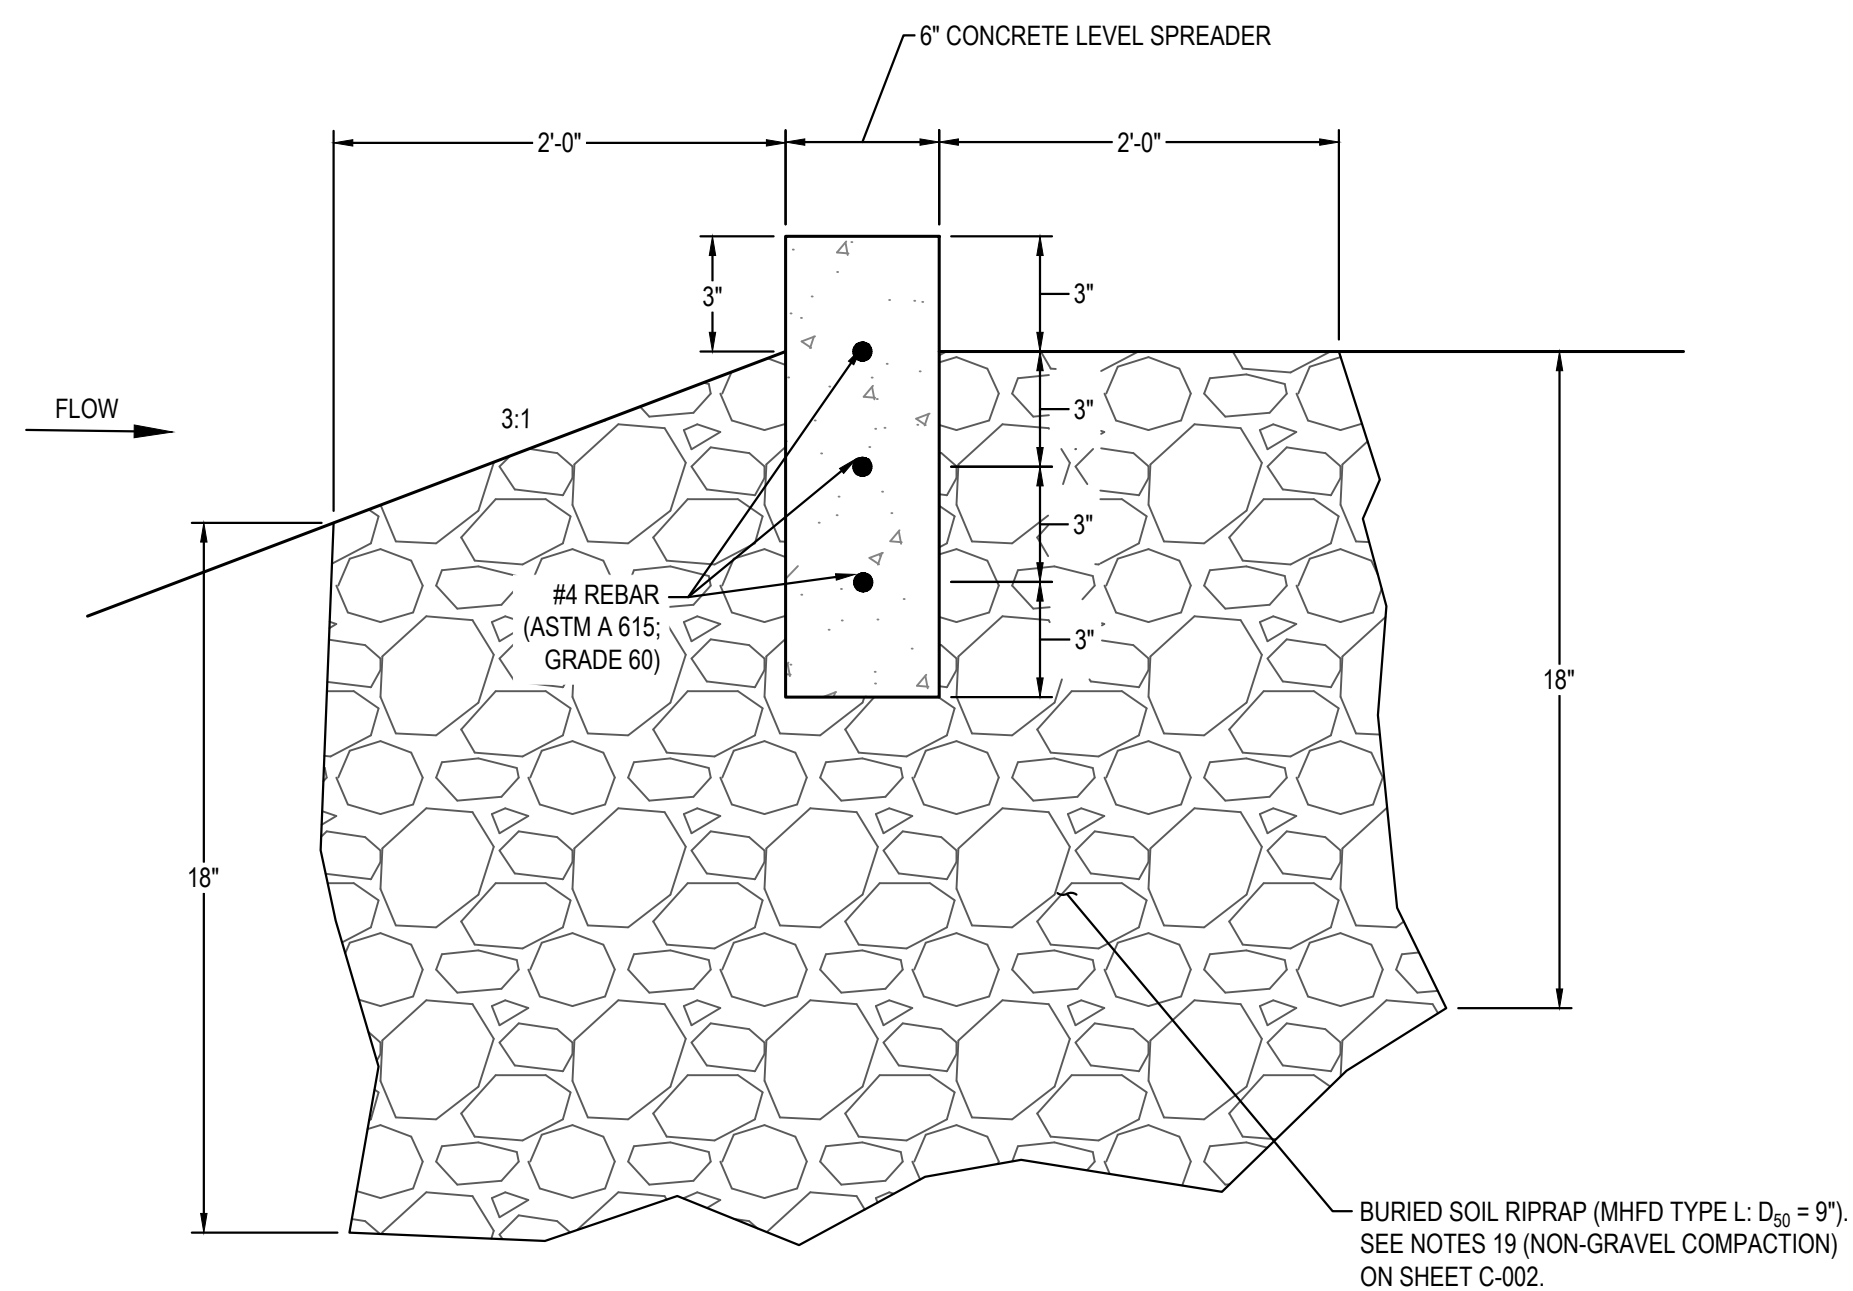 6" CONCRETE LEVEL SPREADER
2'-0"
2'-0"
3"
3"
FLOW
3:1
3"
3"
#4 REBAR
(ASTM A 615;
GRADE 60)
3"
18"
18"
BURIED SOIL RIPRAP (MHFD TYPE L: D50 = 9").
SEE NOTES 19 (NON-GRAVEL COMPACTION)
ON SHEET C-002.